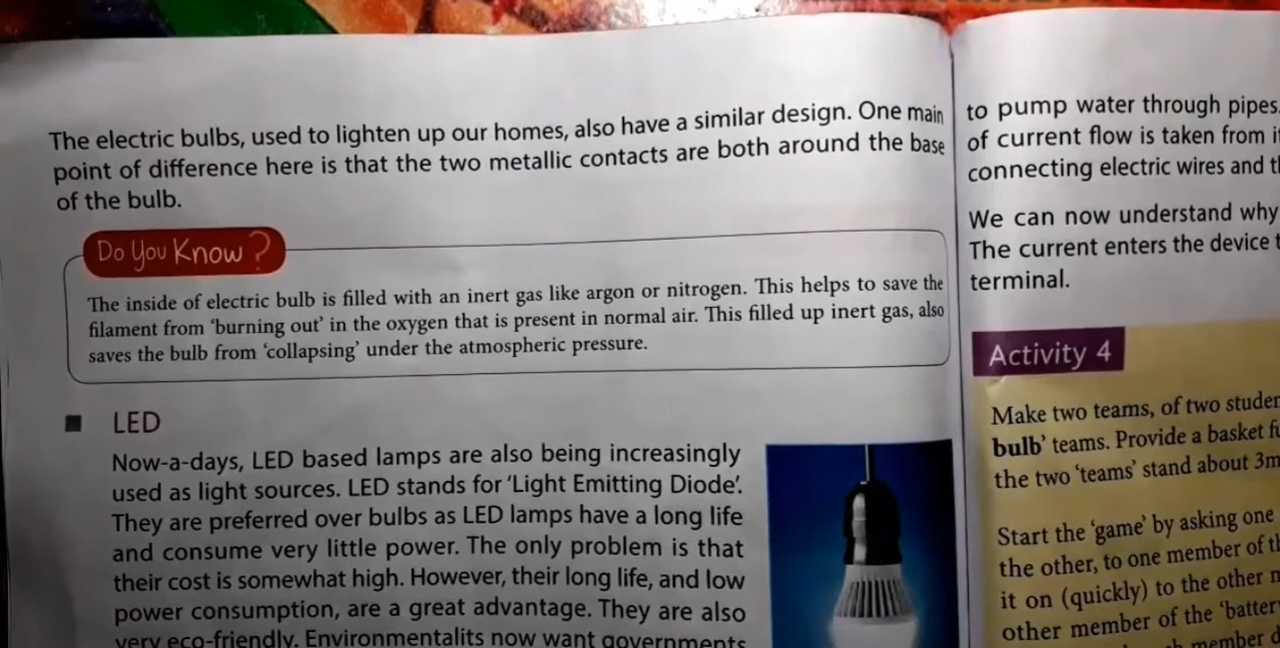 The electric bulbs, used to lighten up our homes, also have a similar design. One main
point of difference here is that the two metallic contacts are both around the base
of the bulb.
Do You Know?
The inside of electric bulb is filled with an inert gas like argon or nitrogen. This helps to save the
filament from 'burning out' in the oxygen that is present in normal air. This filled up inert gas, also
saves the bulb from 'collapsing' under the atmospheric pressure.
LED
Now-a-days, LED based lamps are also being increasingly
used as light sources. LED stands for 'Light Emitting Diode'.
They are preferred over bulbs as LED lamps have a long life
and consume very little power. The only problem is that
their cost is somewhat high. However, their long life, and low
power consumption, are a great advantage. They are also
very eco-friendly. Environmentalits now want governments
to pump water through pipes.
of current flow is taken from
connecting electric wires and
We can now understand why
The current enters the device
terminal.
Activity 4
Make two teams, of two
bulb' teams. Provide a basket
the two 'teams' stand about 3m
Start the 'game' by asking one
the other, to one member of
it on (quickly) to the other
other member of the
member